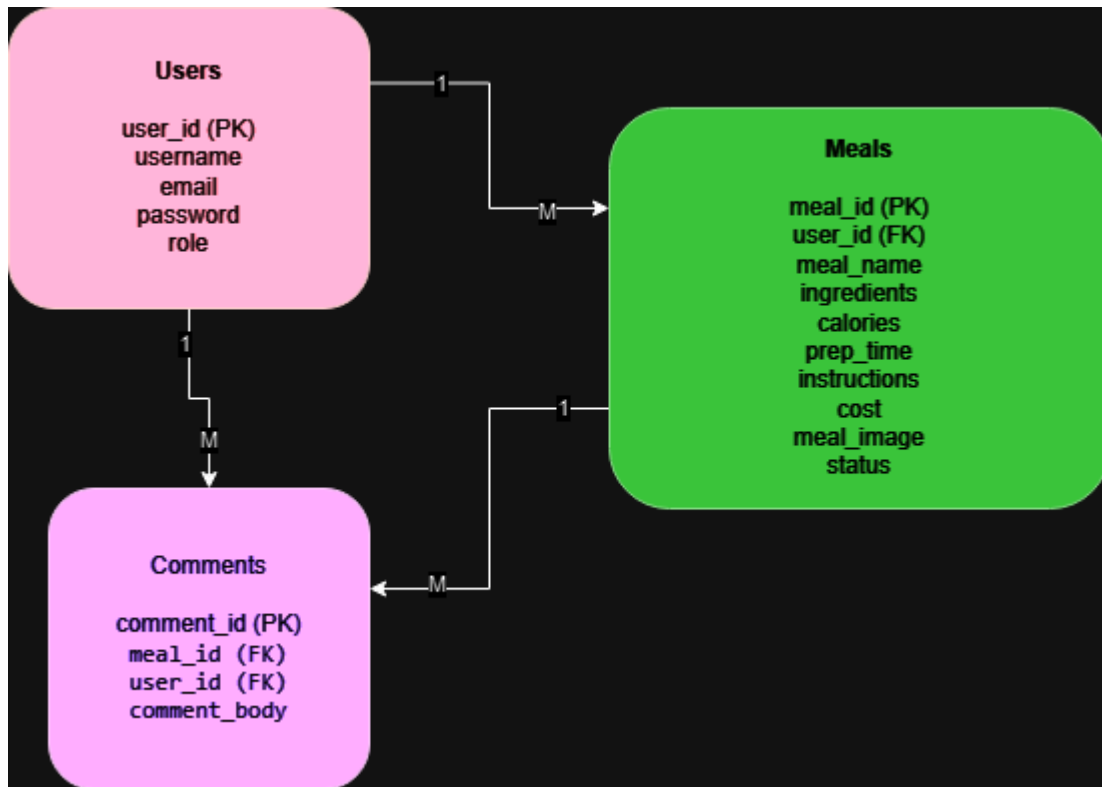 Users
user_id (PK)
username
email
password
role
1
M
Meals
meal_id (PK)
user_id (FK)
meal_name
ingredients
calories
prep_time
instructions
cost
meal_image
status
1
M
1
M
Comments
comment_id (PK)
meal_id (FK)
user_id (FK)
comment_body